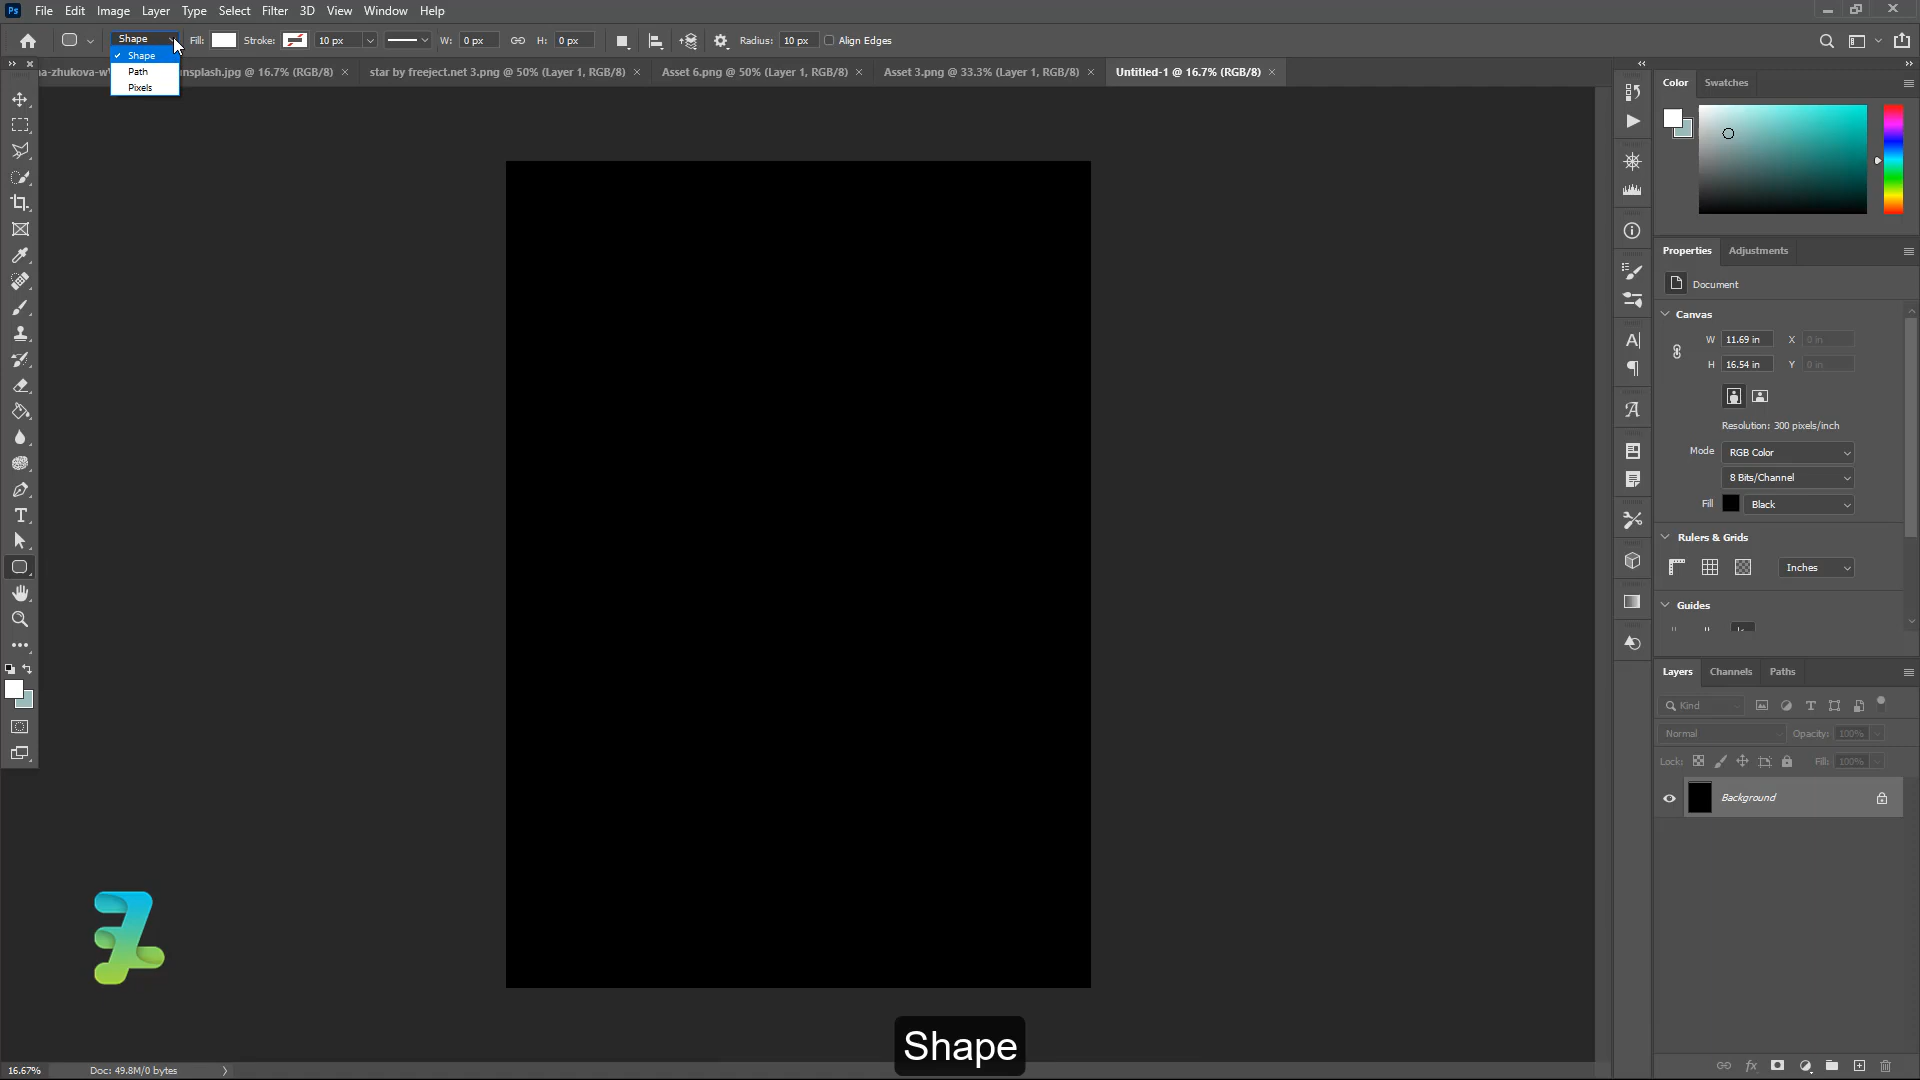 Ps File Edit Image Layer Type Select Filter 3D View Window Help
Shape Fill: Stroke: 10 px W: 0 px H: 0 px Radius: 10 px Align Edges
Shape
Path
Pixels
nsplash.jpg @ 16.7% (RGB/8) star by freeject.net 3.png @ 50% (Layer 1, RGB/8) Asset 6.png @ 50% (Layer 1, RGB/8) Asset 3.png @ 33.3% (Layer 1, RGB/8) Untitled-1 @ 16.7% (RGB/8)
Color Swatches
Properties Adjustments
Document
Canvas
W 11.69 in X 0 in
H 16.54 in Y 0 in
Resolution: 300 pixels/inch
Mode RGB Color
8 Bits/Channel
Fill Black
Rulers & Grids
Inches
Guides
Layers Channels Paths
Kind
Normal Opacity: 100%
Lock: Fill: 100%
Background
Shape
16.67% Doc: 49.8M/0 bytes